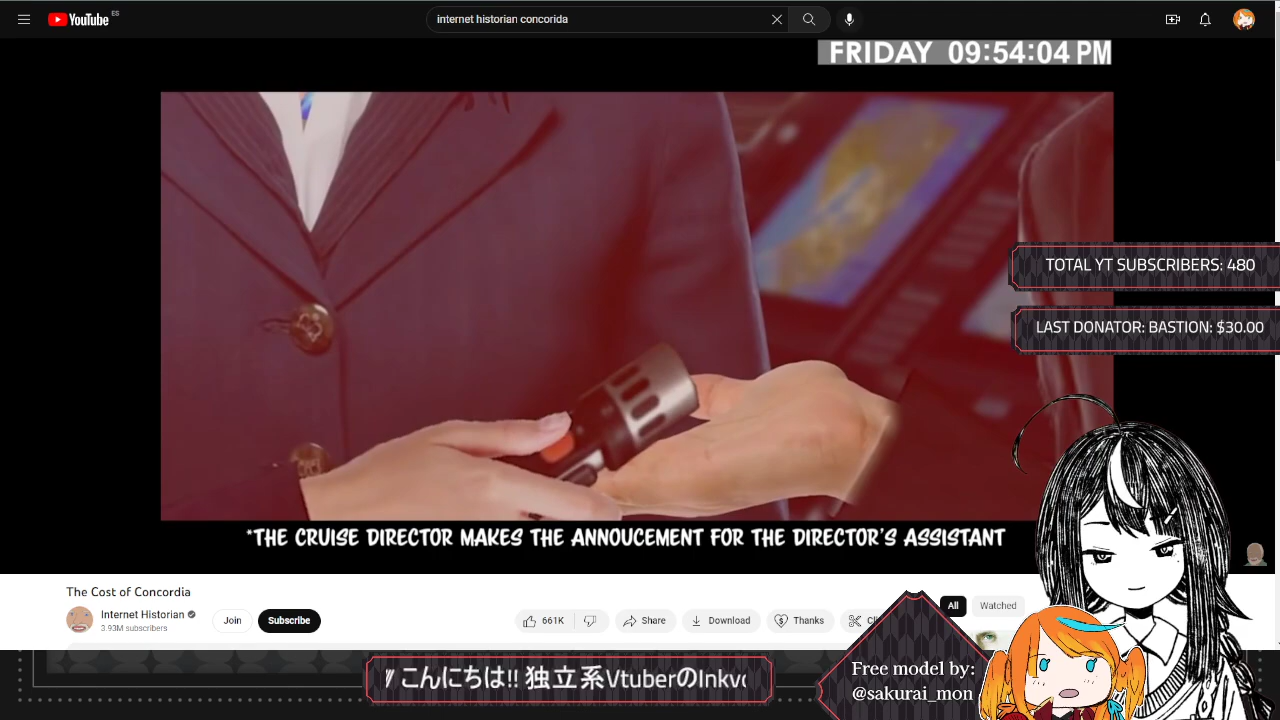 YouTube ES
internet historian concorida
FRIDAY 09:54:04 PM
TOTAL YT SUBSCRIBERS: 480
LAST DONATOR: BASTION: $30.00
*THE CRUISE DIRECTOR MAKES THE ANNOUCEMENT FOR THE DIRECTOR'S ASSISTANT
The Cost of Concordia
Internet Historian
3.93M subscribers
Join
Subscribe
661K
Share
Download
Thanks
All
Watched
こんにちは!! 独立系VtuberのInkv
Free model by:
@sakurai_mon